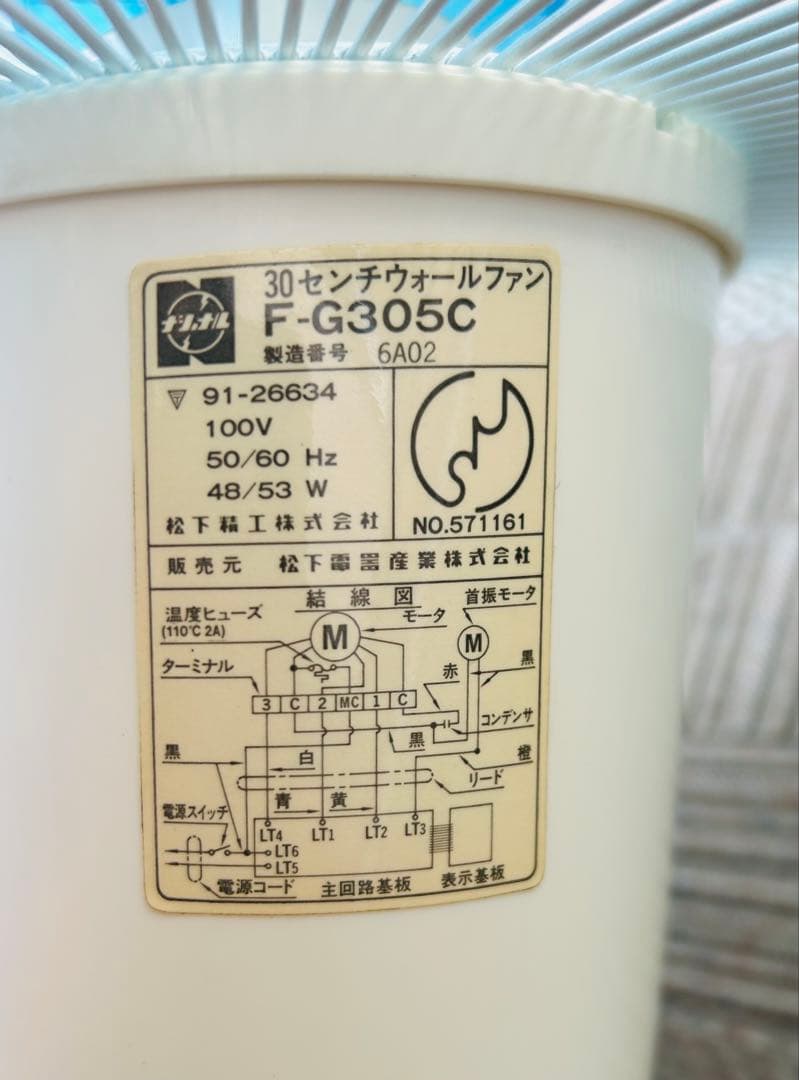 ナショナル
30センチウォールファン
F-G305C
製造番号 6A02
〒 91-26634
100V
50/60 Hz
48/53 W
松下精工株式会社
NO.571161
販売元 松下電器産業株式会社
結線図
温度ヒューズ
(110℃ 2A)
モータ
首振モータ
M
M
ターミナル
赤
黒
3 C 2 MC 1 C
コンデンサ
黒
黒
白
橙
リード
電源スイッチ
青
黄
LT4 LT1 LT2 LT3
LT6
LT5
電源コード
主回路基板
表示基板